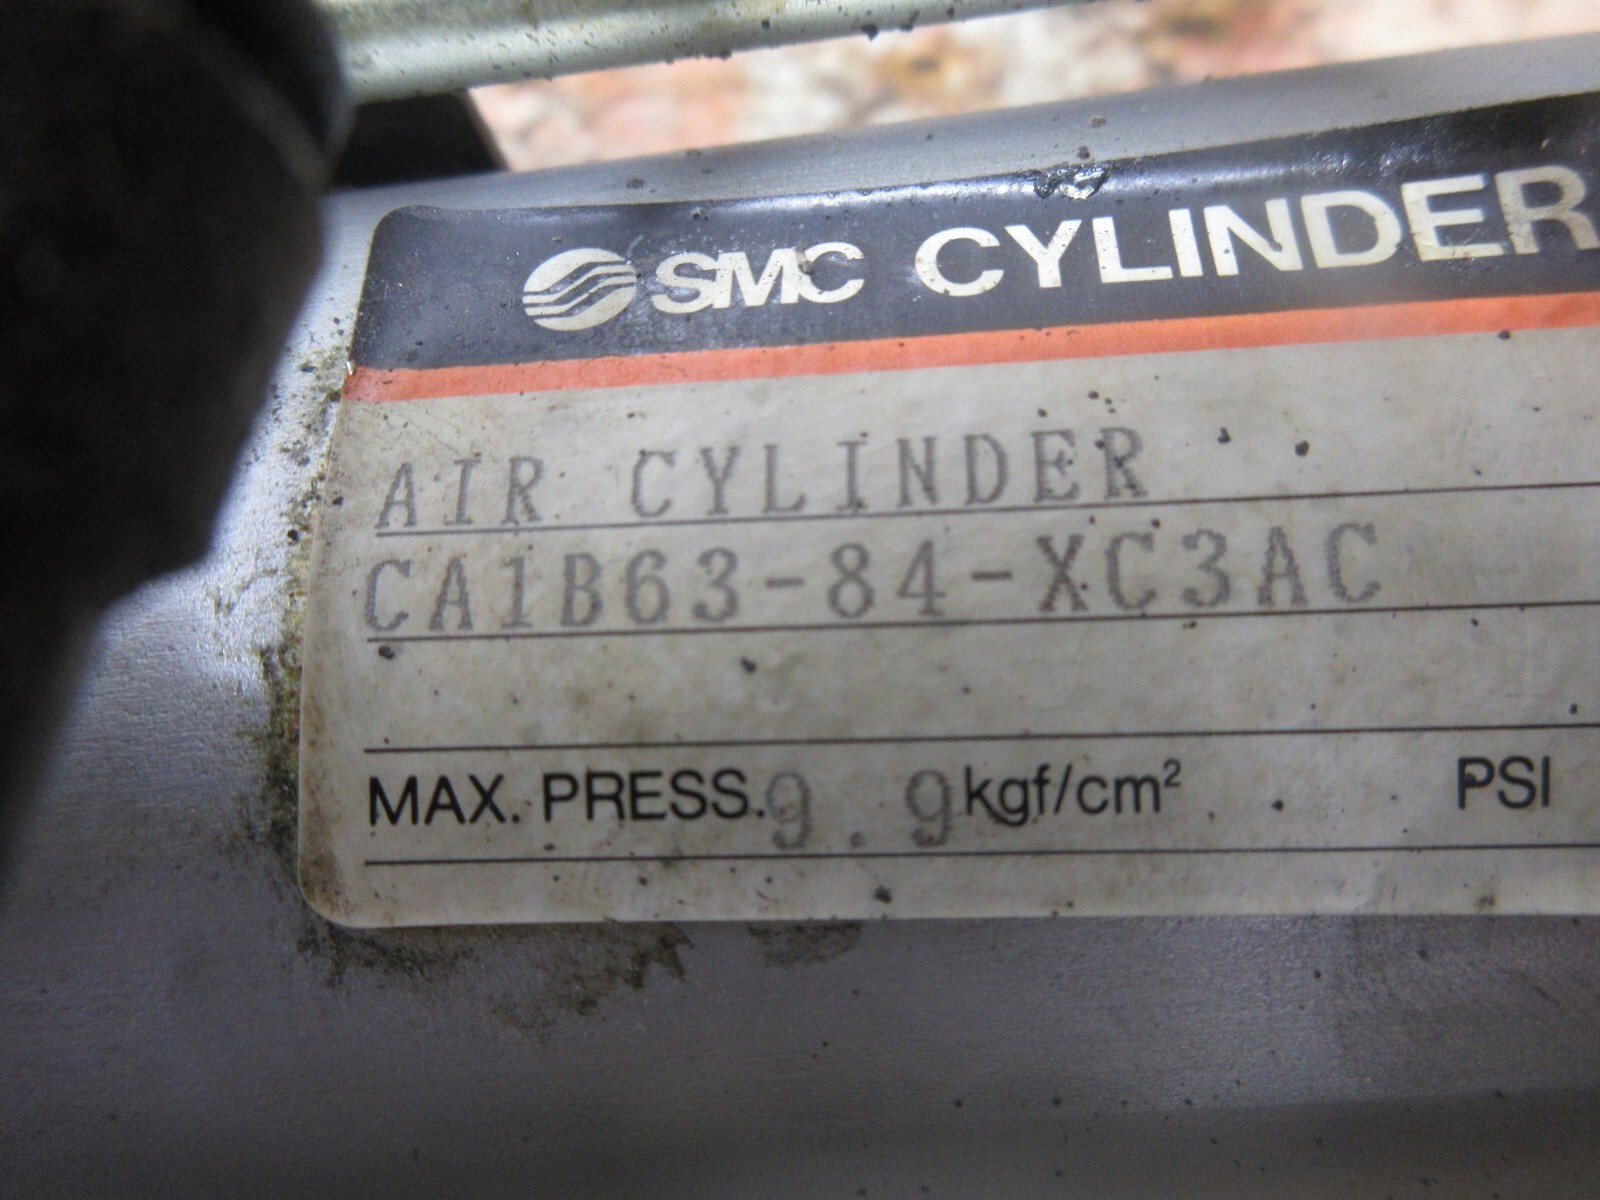 SMC CYLINDER
AIR CYLINDER
CA1B63-84-XC3AC
MAX. PRESS. 9.9 kgf/cm² PSI